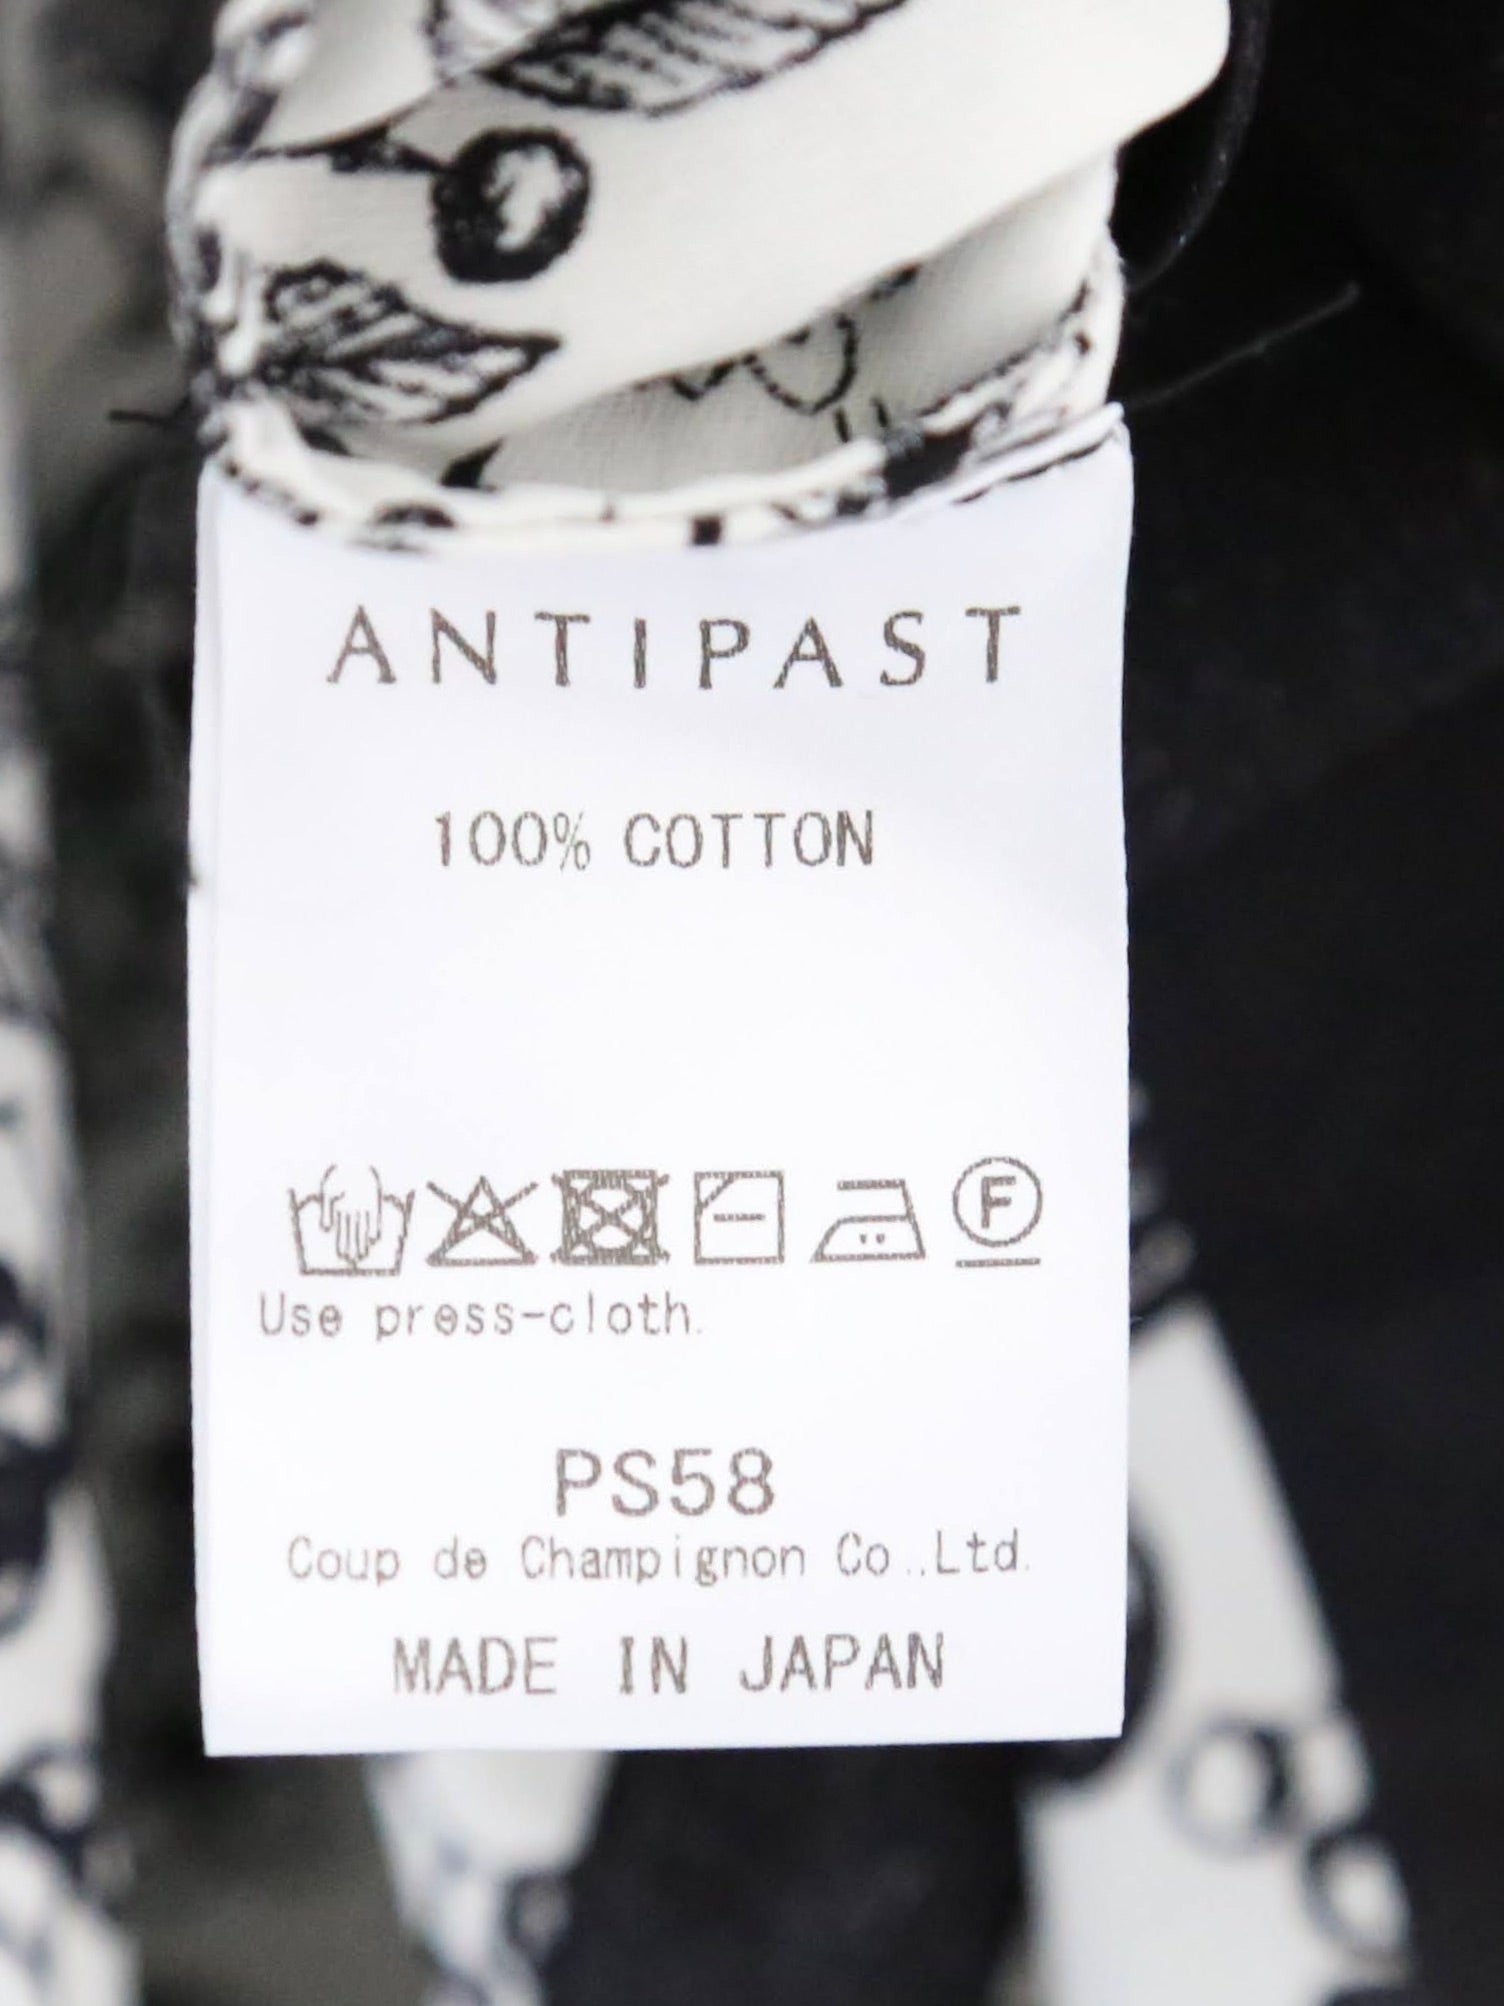 ANTIPAST
100% COTTON
F
Use press-cloth.
PS58
Coup de Champignon Co.,Ltd.
MADE IN JAPAN